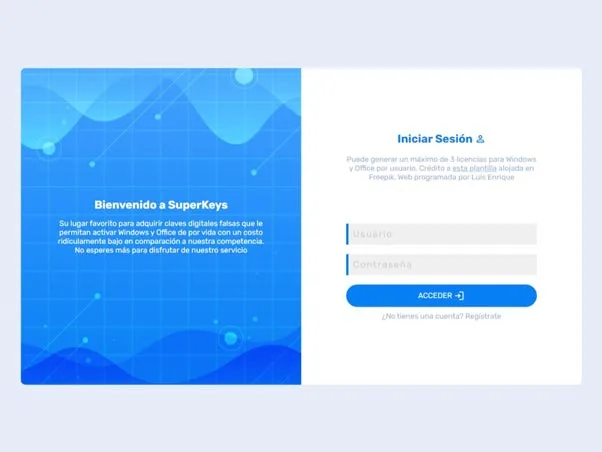 Bienvenido a SuperKeys
Su lugar favorito para adquirir claves digitales falsas que le
permitan activar Windows y Office de por vida con un costo
ridiculamente bajo en comparación a nuestra competencia.
No esperes más para disfrutar de nuestro servicio
Iniciar Sesión
Puede generar un máximo de 3 licencias para Windows
y Office por usuario. Crédito a esta plantilla alojada en
Freepik. Web programada por Luis Enrique
Usuario
Contraseña
ACCEDER
¿No tienes una cuenta? Regístrate